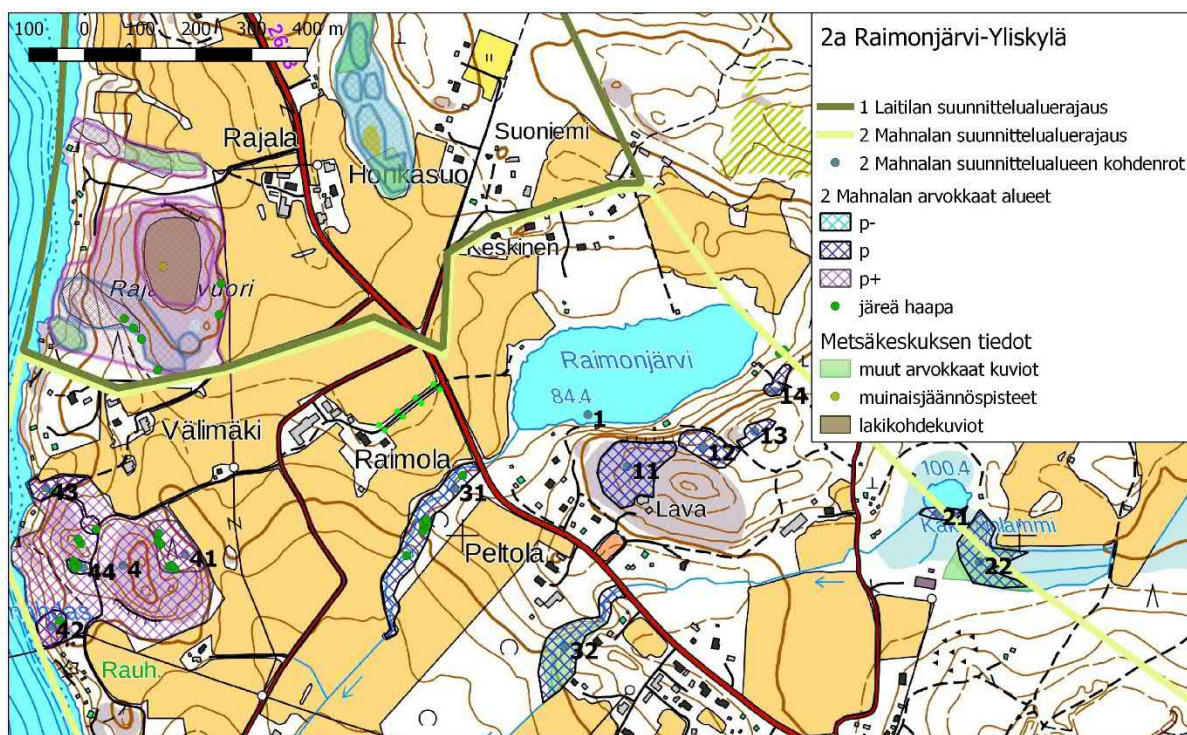 100 0 100 200 300 400 m
2a Raimonjärvi-Yliskylä
1 Laitilan suunnittelualuerajaus
2 Mahnalan suunnittelualuerajaus
2 Mahnalan suunnittelualueen kohdenrot
2 Mahnalan arvokkaat alueet
p-
p
p+
järeä haapa
Metsäkeskuksen tiedot
muut arvokkaat kuviot
muinaisjäännöspisteet
lakikohdekuviot
Rajala
Suoniemi
Honkasuo
Keskinen
Raimonjärvi
84.4
1
14
Välimäki
Raimola
13
12
11
31
Lava
100.4
43
Peltola
21
41
44
4
22
42
32
Rauh.